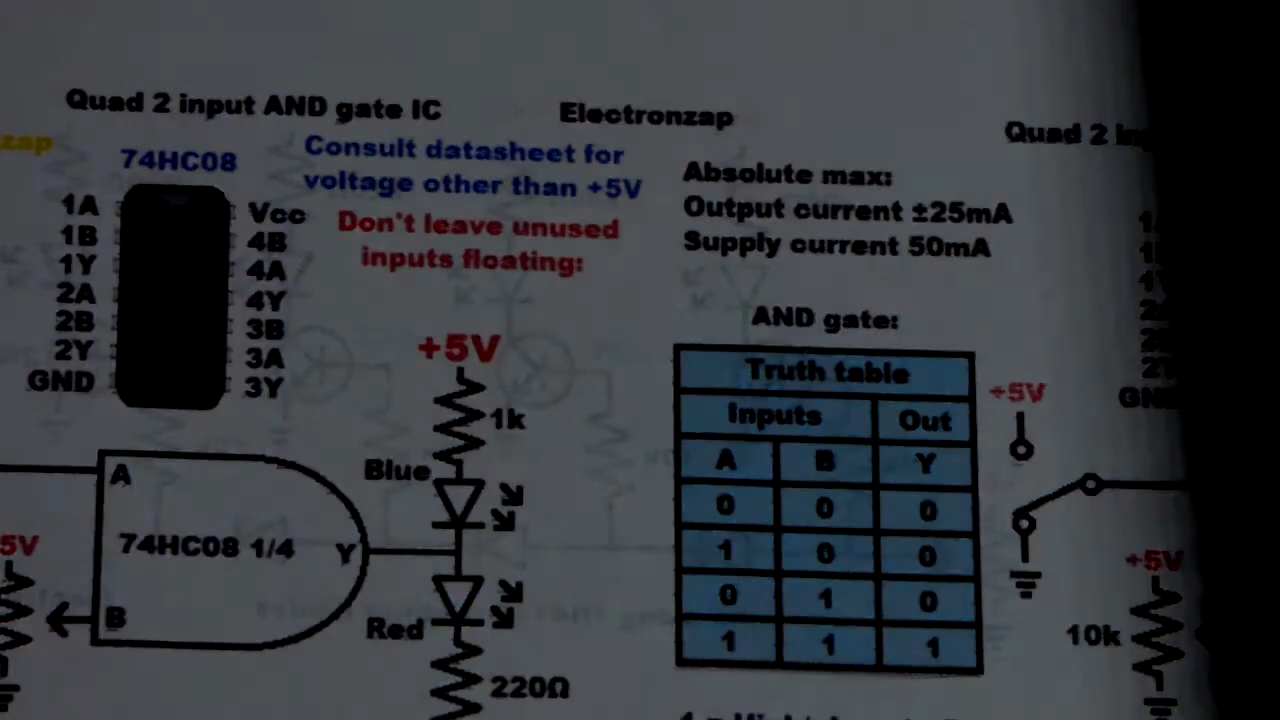 Quad 2 input AND gate IC
Electronzap
Quad 2
zap
74HC08
Consult datasheet for
voltage other than +5V
Don't leave unused
inputs floating:
Absolute max:
Output current ±25mA
Supply current 50mA
1A
1B
1Y
2A
2B
2Y
GND
Vcc
4B
4A
4Y
3B
3A
3Y
AND gate:
Truth table
Inputs Out
A B Y
0 0 0
1 0 0
0 1 0
1 1 1
+5V
1k
Blue
A
74HC08 1/4
Y
B
5V
Red
220Ω
+5V
+5V
10k